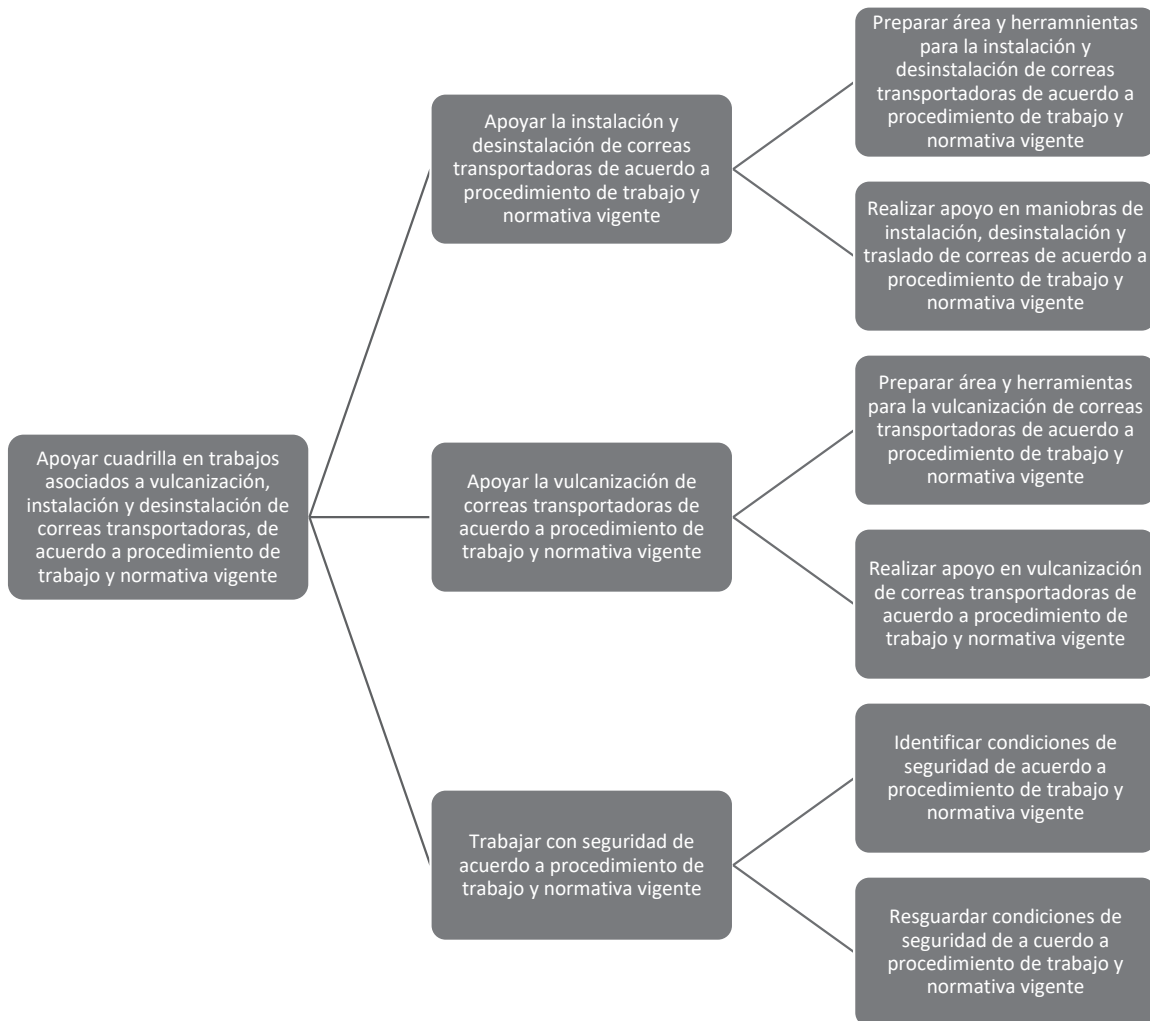 Apoyar cuadrilla en trabajos
asociados a vulcanización,
instalación y desinstalación de
correas transportadoras, de
acuerdo a procedimiento de
trabajo y normativa vigente
Apoyar la instalación y
desinstalación de correas
transportadoras de acuerdo a
procedimiento de trabajo y
normativa vigente
Preparar área y herramnientas
para la instalación y
desinstalación de correas
transportadoras de acuerdo a
procedimiento de trabajo y
normativa vigente
Realizar apoyo en maniobras de
instalación, desinstalación y
traslado de correas de acuerdo a
procedimiento de trabajo y
normativa vigente
Apoyar la vulcanización de
correas transportadoras de
acuerdo a procedimiento de
trabajo y normativa vigente
Preparar área y herramientas
para la vulcanización de correas
transportadoras de acuerdo a
procedimiento de trabajo y
normativa vigente
Realizar apoyo en vulcanización
de correas transportadoras de
acuerdo a procedimiento de
trabajo y normativa vigente
Trabajar con seguridad de
acuerdo a procedimiento de
trabajo y normativa vigente
Identificar condiciones de
seguridad de acuerdo a
procedimiento de trabajo y
normativa vigente
Resguardar condiciones de
seguridad de a cuerdo a
procedimiento de trabajo y
normativa vigente